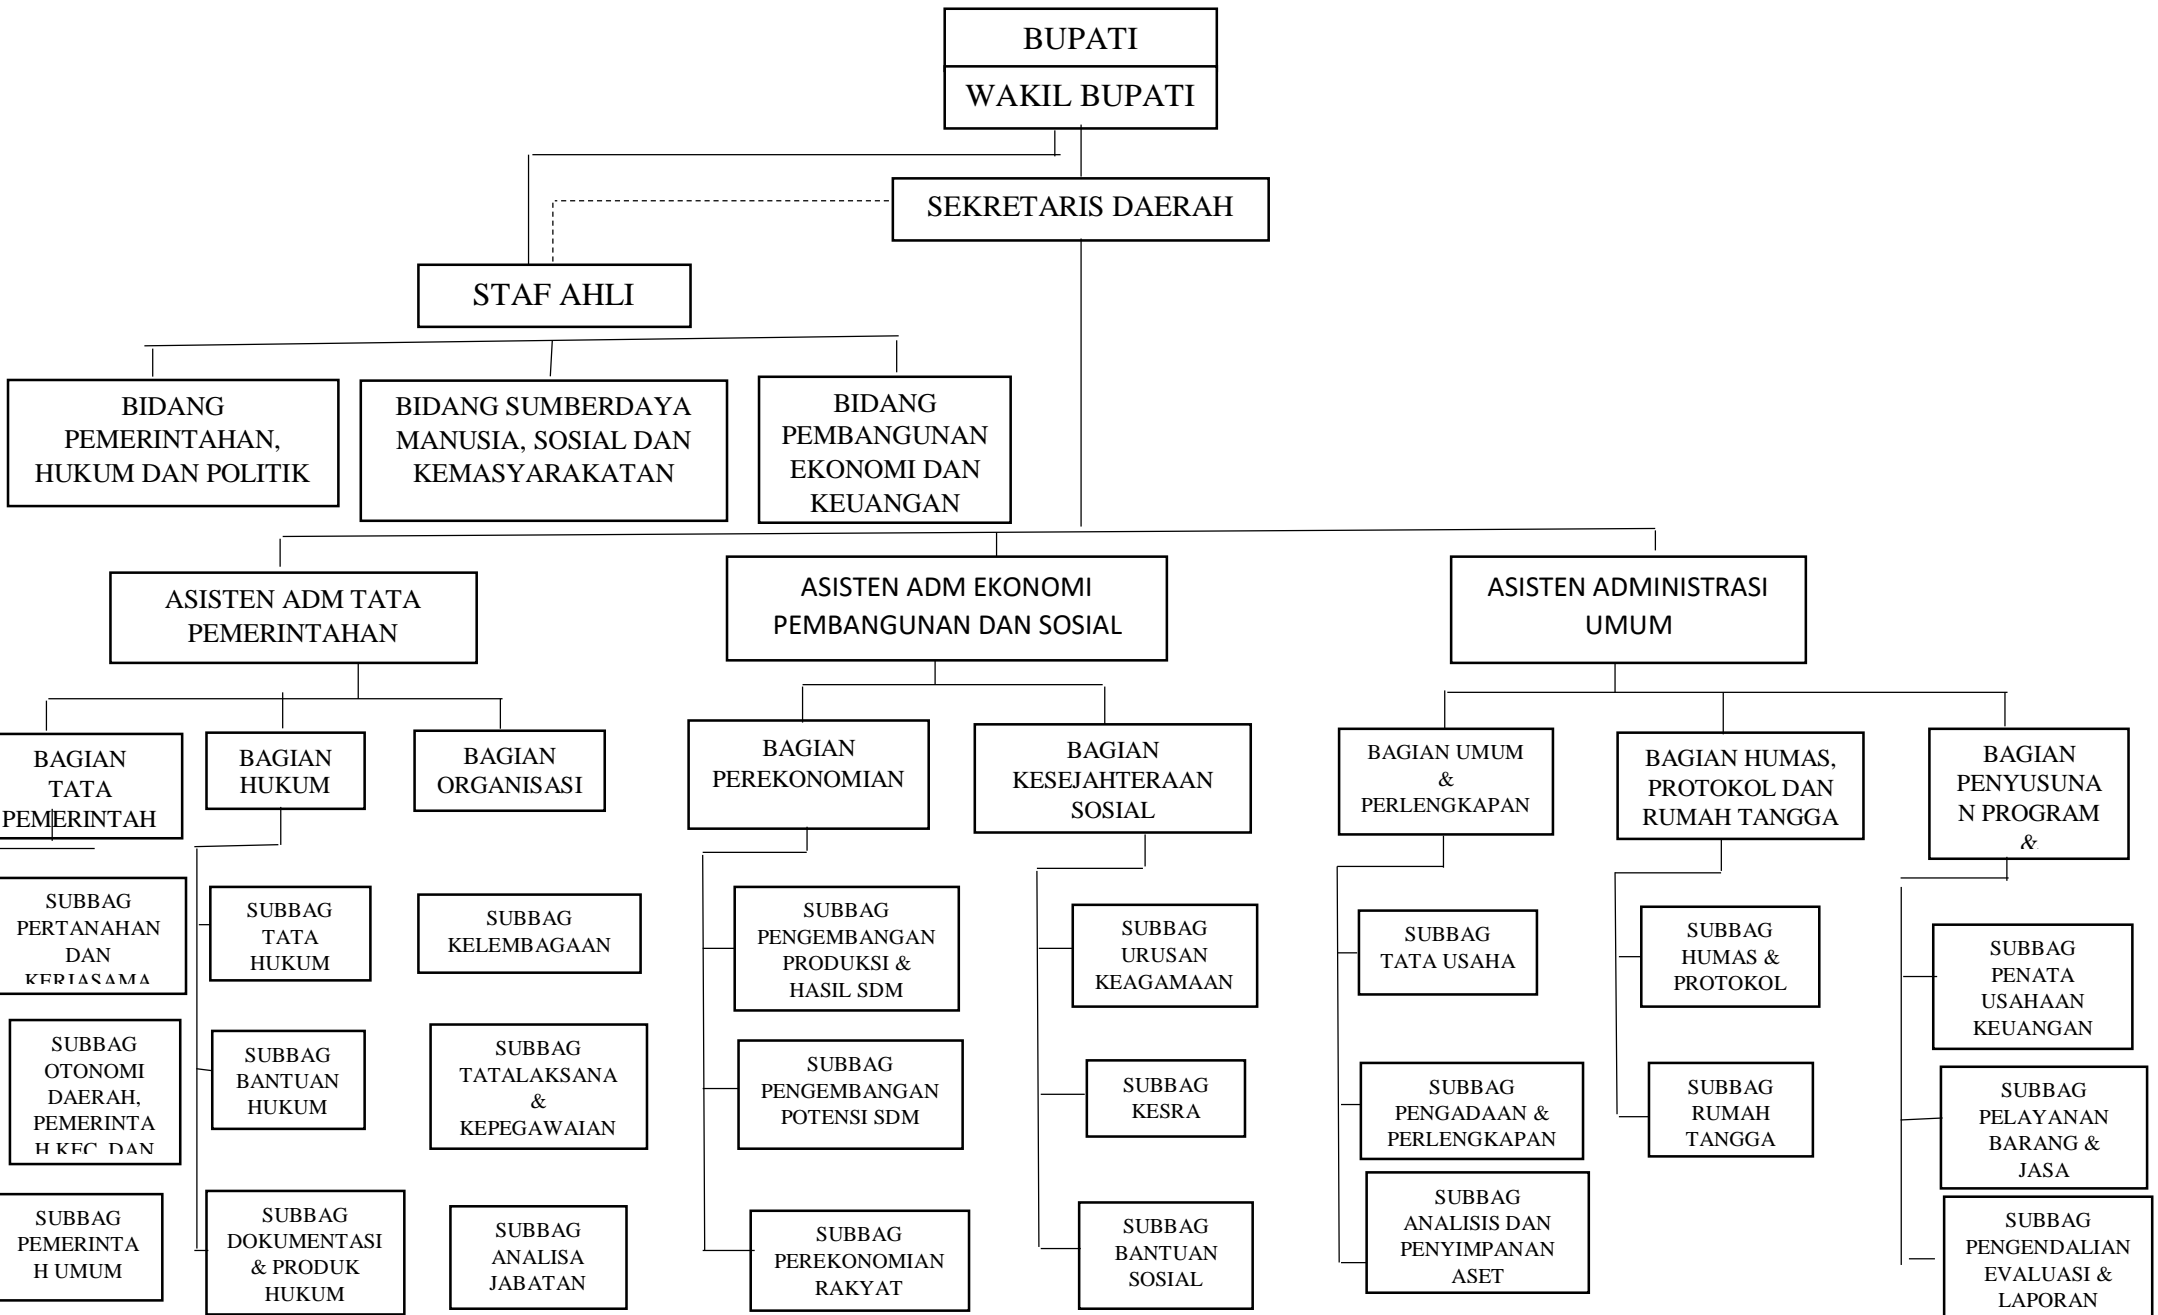 BUPATI
WAKIL BUPATI
SEKRETARIS DAERAH
STAF AHLI
BIDANG
PEMERINTAHAN,
HUKUM DAN POLITIK
BIDANG SUMBERDAYA
MANUSIA, SOSIAL DAN
KEMASYARAKATAN
BIDANG
PEMBANGUNAN
EKONOMI DAN
KEUANGAN
ASISTEN ADM TATA
PEMERINTAHAN
ASISTEN ADM EKONOMI
PEMBANGUNAN DAN SOSIAL
ASISTEN ADMINISTRASI
UMUM
BAGIAN
TATA
PEMERINTAH
BAGIAN
HUKUM
BAGIAN
ORGANISASI
BAGIAN
PEREKONOMIAN
BAGIAN
KESEJAHTERAAN
SOSIAL
BAGIAN UMUM
&
PERLENGKAPAN
BAGIAN HUMAS,
PROTOKOL DAN
RUMAH TANGGA
BAGIAN
PENYUSUNA
N PROGRAM
&
SUBBAG
PERTANAHAN
DAN
KERJASAMA
SUBBAG
TATA
HUKUM
SUBBAG
KELEMBAGAAN
SUBBAG
PENGEMBANGAN
PRODUKSI &
HASIL SDM
SUBBAG
URUSAN
KEAGAMAAN
SUBBAG
TATA USAHA
SUBBAG
HUMAS &
PROTOKOL
SUBBAG
PENATA
USAHAAN
KEUANGAN
SUBBAG
OTONOMI
DAERAH,
PEMERINTA
H KEC. DAN
SUBBAG
BANTUAN
HUKUM
SUBBAG
TATALAKSANA
&
KEPEGAWAIAN
SUBBAG
PENGEMBANGAN
POTENSI SDM
SUBBAG
KESRA
SUBBAG
PENGADAAN &
PERLENGKAPAN
SUBBAG
RUMAH
TANGGA
SUBBAG
PELAYANAN
BARANG &
JASA
SUBBAG
PEMERINTA
H UMUM
SUBBAG
DOKUMENTASI
& PRODUK
HUKUM
SUBBAG
ANALISA
JABATAN
SUBBAG
PEREKONOMIAN
RAKYAT
SUBBAG
BANTUAN
SOSIAL
SUBBAG
ANALISIS DAN
PENYIMPANAN
ASET
SUBBAG
PENGENDALIAN
EVALUASI &
LAPORAN